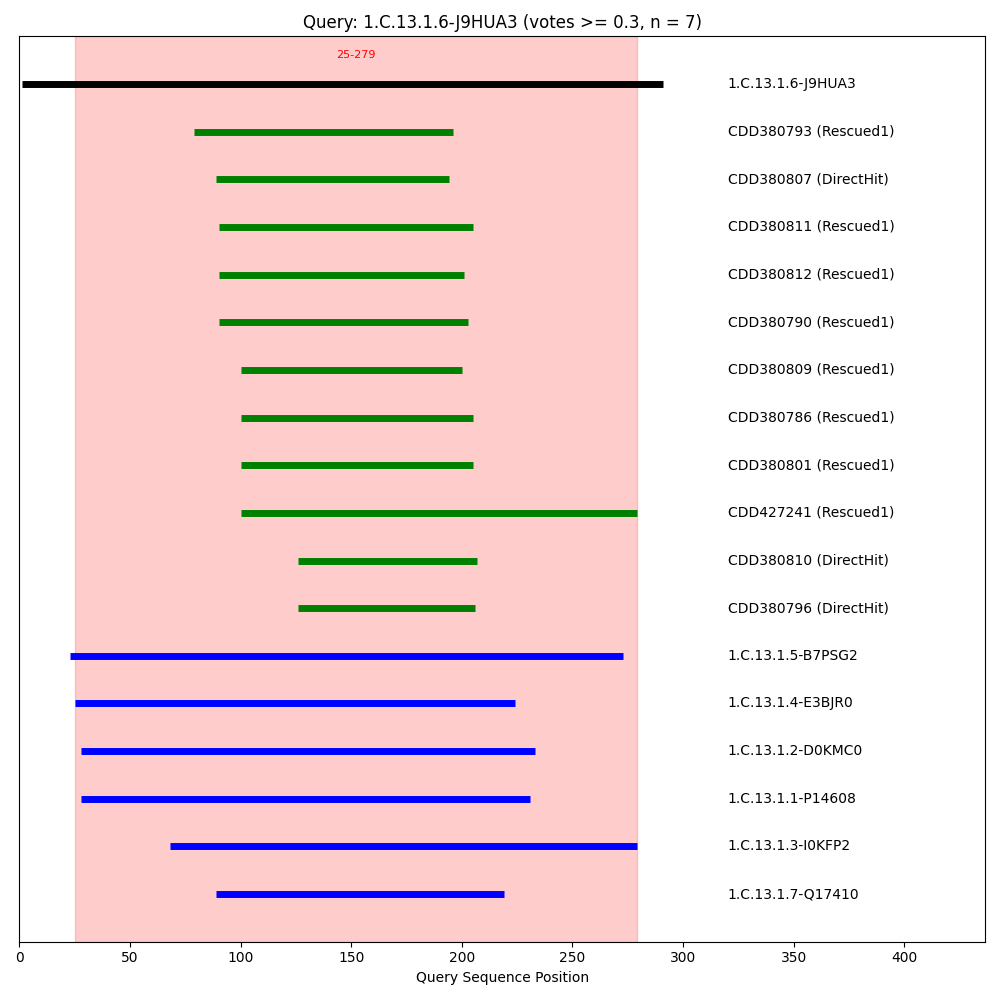 Query: 1.C.13.1.6-J9HUA3 (votes >= 0.3, n = 7)
25-279
1.C.13.1.6-J9HUA3
CDD380793 (Rescued1)
CDD380807 (DirectHit)
CDD380811 (Rescued1)
CDD380812 (Rescued1)
CDD380790 (Rescued1)
CDD380809 (Rescued1)
CDD380786 (Rescued1)
CDD380801 (Rescued1)
CDD427241 (Rescued1)
CDD380810 (DirectHit)
CDD380796 (DirectHit)
1.C.13.1.5-B7PSG2
1.C.13.1.4-E3BJR0
1.C.13.1.2-D0KMC0
1.C.13.1.1-P14608
1.C.13.1.3-I0KFP2
1.C.13.1.7-Q17410
0 50 100 150 200 250 300 350 400
Query Sequence Position